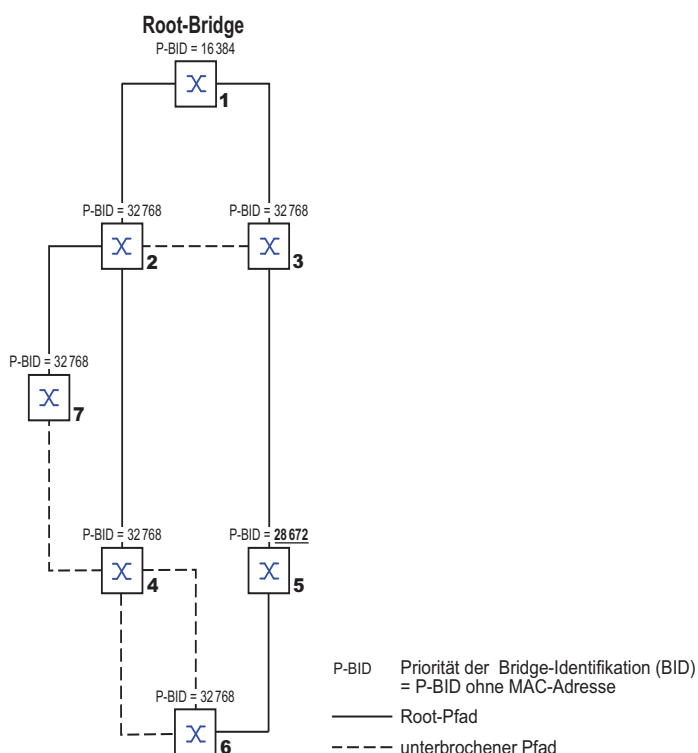 Root-Bridge
P-BID = 16 384
1
P-BID = 32 768
P-BID = 32 768
2
3
P-BID = 32 768
7
P-BID = 32 768
P-BID = 28 672
4
5
P-BID = 32 768
6
P-BID Priorität der Bridge-Identifikation (BID)
= P-BID ohne MAC-Adresse
Root-Pfad
unterbrochener Pfad